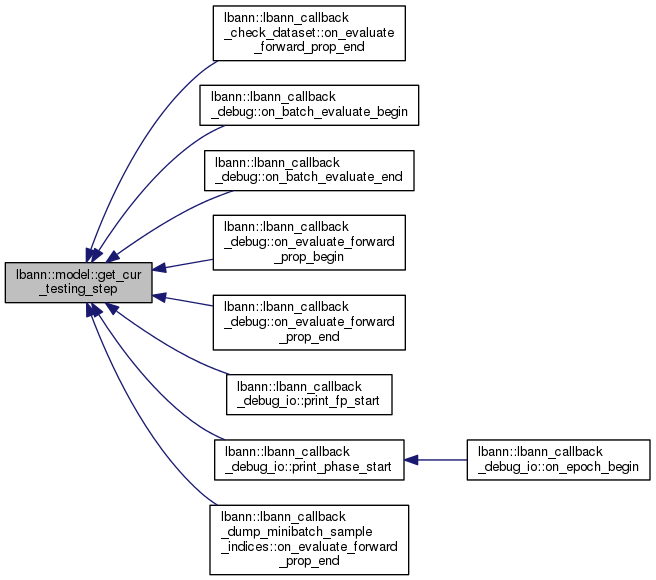 lbann::lbann_callback
_check_dataset::on_evaluate
_forward_prop_end
lbann::lbann_callback
_debug::on_batch_evaluate_begin
lbann::lbann_callback
_debug::on_batch_evaluate_end
lbann::lbann_callback
_debug::on_evaluate_forward
_prop_begin
lbann::model::get_cur
_testing_step
lbann::lbann_callback
_debug::on_evaluate_forward
_prop_end
lbann::lbann_callback
_debug_io::print_fp_start
lbann::lbann_callback
_debug_io::print_phase_start
lbann::lbann_callback
_debug_io::on_epoch_begin
lbann::lbann_callback
_dump_minibatch_sample
_indices::on_evaluate_forward
_prop_end